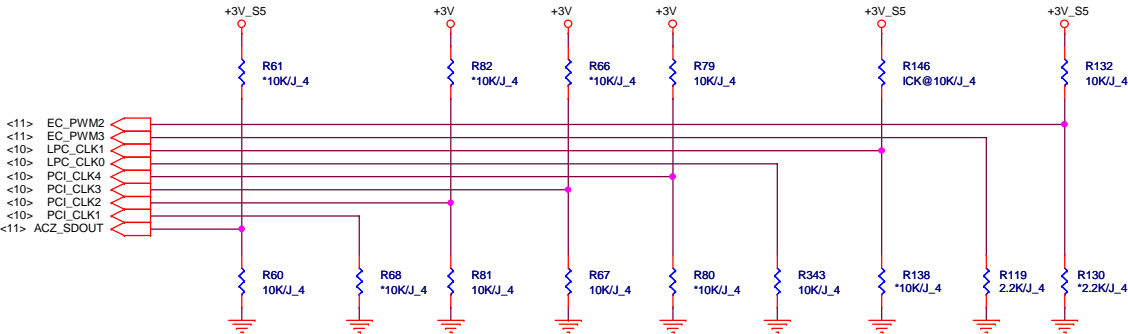 +3V_S5
+3V
+3V
+3V
+3V_S5
+3V_S5
R61
*10K/J_4
R82
*10K/J_4
R66
*10K/J_4
R79
10K/J_4
R146
ICK@10K/J_4
R132
10K/J_4
<11> EC_PWM2
<11> EC_PWM3
<10> LPC_CLK1
<10> LPC_CLK0
<10> PCI_CLK4
<10> PCI_CLK3
<10> PCI_CLK2
<10> PCI_CLK1
<11> ACZ_SDOUT
R60
10K/J_4
R68
*10K/J_4
R81
10K/J_4
R67
10K/J_4
R80
*10K/J_4
R343
10K/J_4
R138
*10K/J_4
R119
2.2K/J_4
R130
*2.2K/J_4